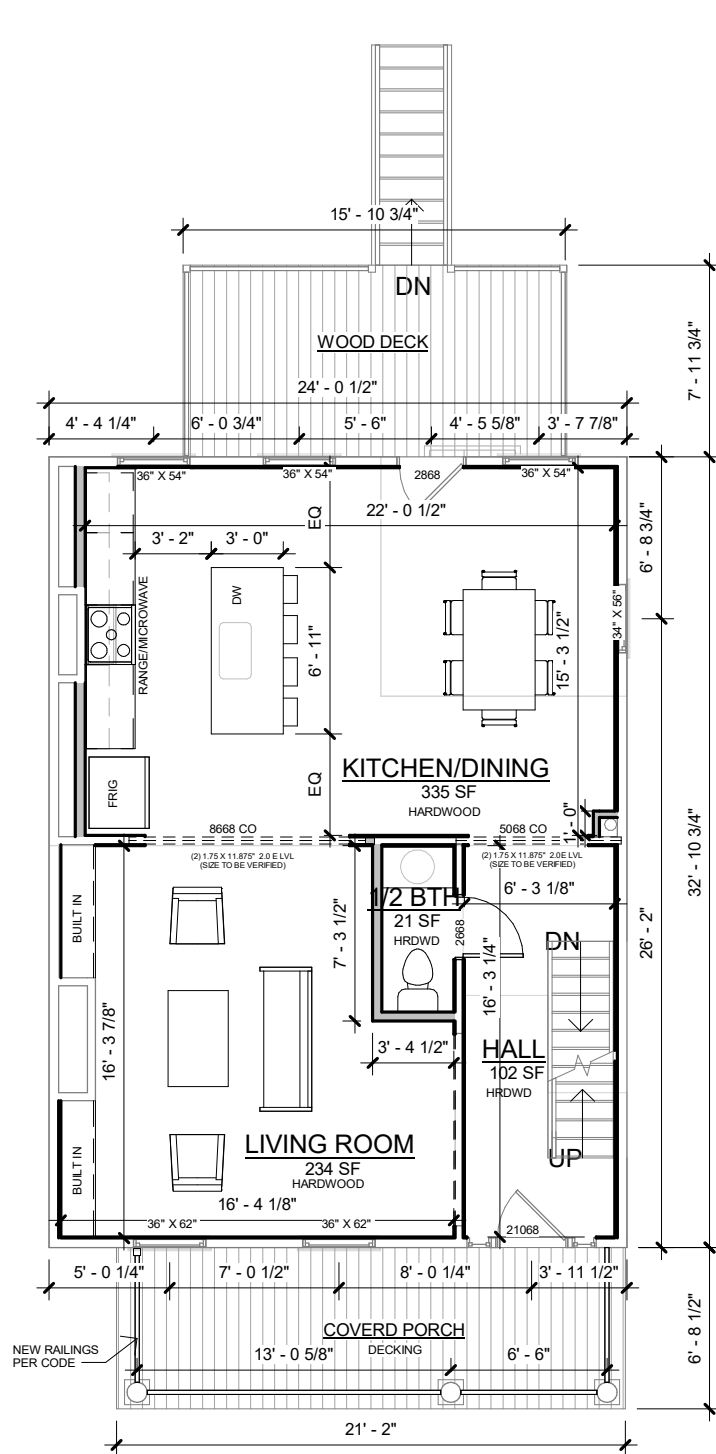 15' - 10 3/4"
DN
WOOD DECK
7' - 11 3/4"
24' - 0 1/2"
4' - 4 1/4"
6' - 0 3/4"
5' - 6"
4' - 5 5/8"
3' - 7 7/8"
36" X 54"
36" X 54"
2868
36" X 54"
22' - 0 1/2"
EQ
6' - 8 3/4"
3' - 2"
3' - 0"
DW
RANGE/MICROWAVE
6' - 11"
15' - 3 1/2"
34" X 56"
FRIG
EQ
KITCHEN/DINING
335 SF
HARDWOOD
1' - 0"
8668 CO
5068 CO
(2) 1.75 X 11.875" 2.0 E LVL
(SIZE TO BE VERIFIED)
(2) 1.75 X 11.875" 2.0E LVL
(SIZE TO BE VERIFIED)
32' - 10 3/4"
BUILT IN
1/2 BTH
21 SF
HRDWD
2668
6' - 3 1/8"
7' - 3 1/2"
16' - 3 1/4"
26' - 2"
DN
16' - 3 7/8"
3' - 4 1/2"
HALL
102 SF
HRDWD
UP
BUILT IN
LIVING ROOM
234 SF
HARDWOOD
16' - 4 1/8"
36" X 62"
36" X 62"
21068
5' - 0 1/4"
7' - 0 1/2"
8' - 0 1/4"
3' - 11 1/2"
NEW RAILINGS
PER CODE
COVERD PORCH
DECKING
13' - 0 5/8"
6' - 6"
6' - 8 1/2"
21' - 2"